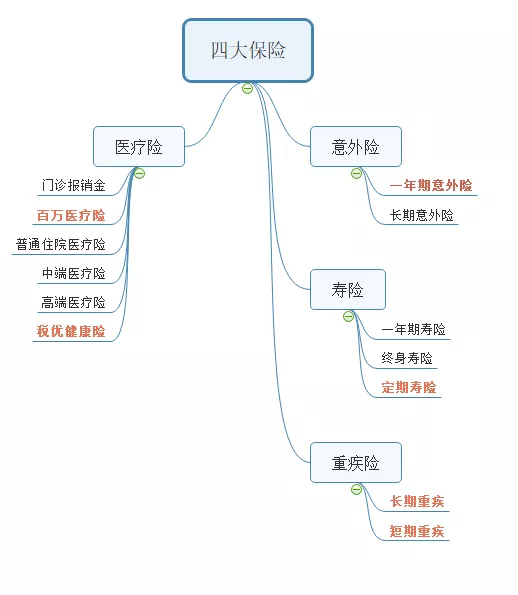 四大保险
医疗险
门诊报销金
百万医疗险
普通住院医疗险
中端医疗险
高端医疗险
税优健康险
意外险
一年期意外险
长期意外险
寿险
一年期寿险
终身寿险
定期寿险
重疾险
长期重疾
短期重疾